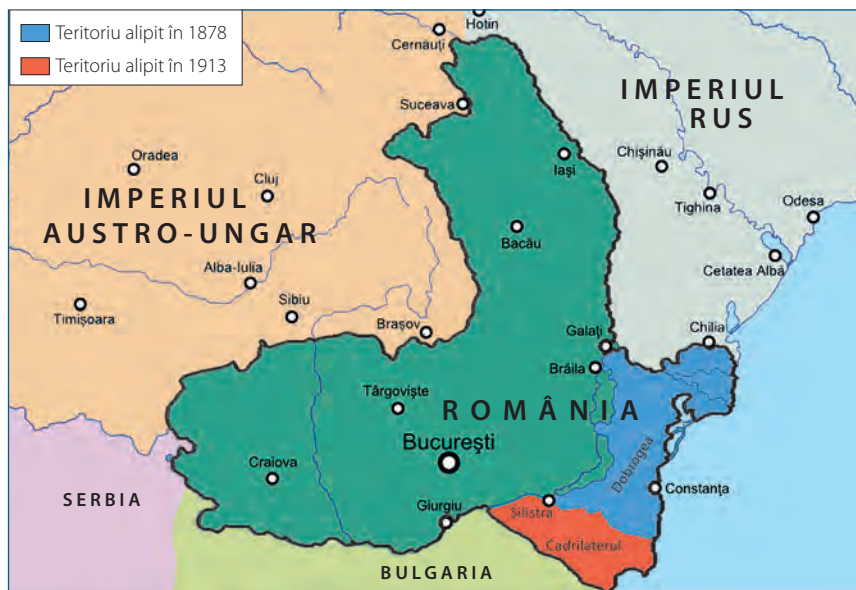 Teritoriu alipit în 1878
Teritoriu alipit în 1913
Hotin
Cernăuți
Suceava
IMPERIUL
RUS
Oradea
Cluj
Chișinău
Iași
Tighina
Odesa
IMPERIUL
AUSTRO-UNGAR
Bacău
Alba-Iulia
Cetatea Albă
Sibiu
Timișoara
Brașov
Galați
Chilia
Brăila
Târgoviște
ROMÂNIA
București
Dobrogea
Craiova
Constanța
SERBIA
Giurgiu
Silistra
Cadrilaterul
BULGARIA